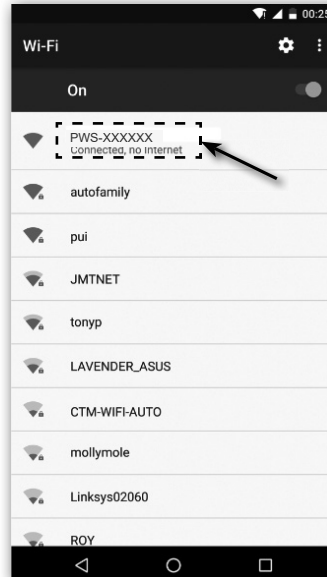 00:25
Wi-Fi
On
PWS-XXXXXX
Connected, no Internet
autofamily
pui
JMTNET
tonyp
LAVENDER_ASUS
CTM-WIFI-AUTO
mollymole
Linksys02060
ROY